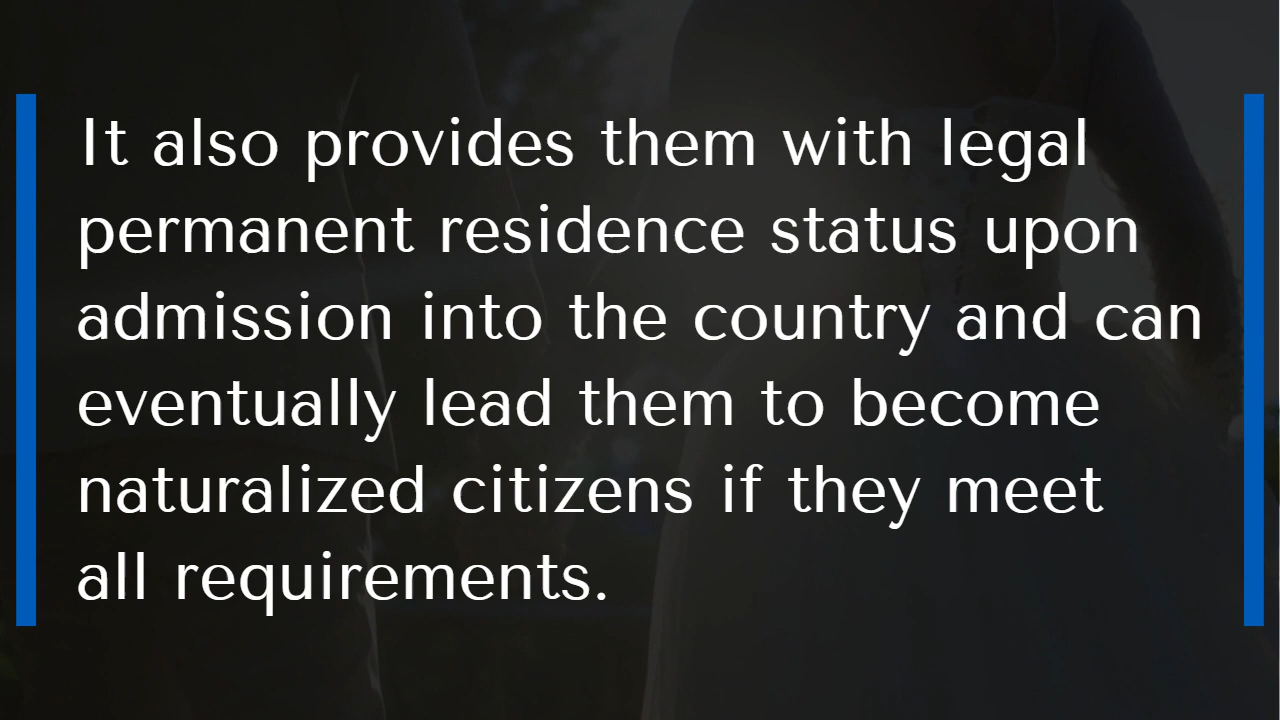 It also provides them with legal
permanent residence status upon
admission into the country and can
eventually lead them to become
naturalized citizens if they meet
all requirements.